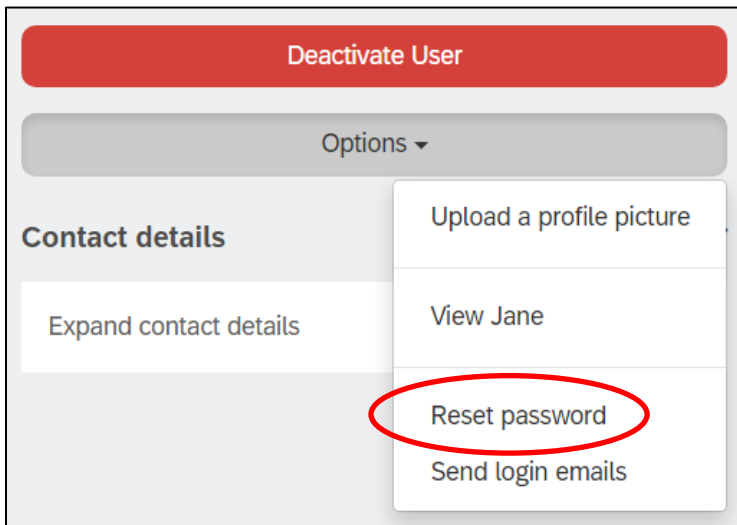 Deactivate User
Options
Upload a profile picture
Contact details
View Jane
Expand contact details
Reset password
Send login emails